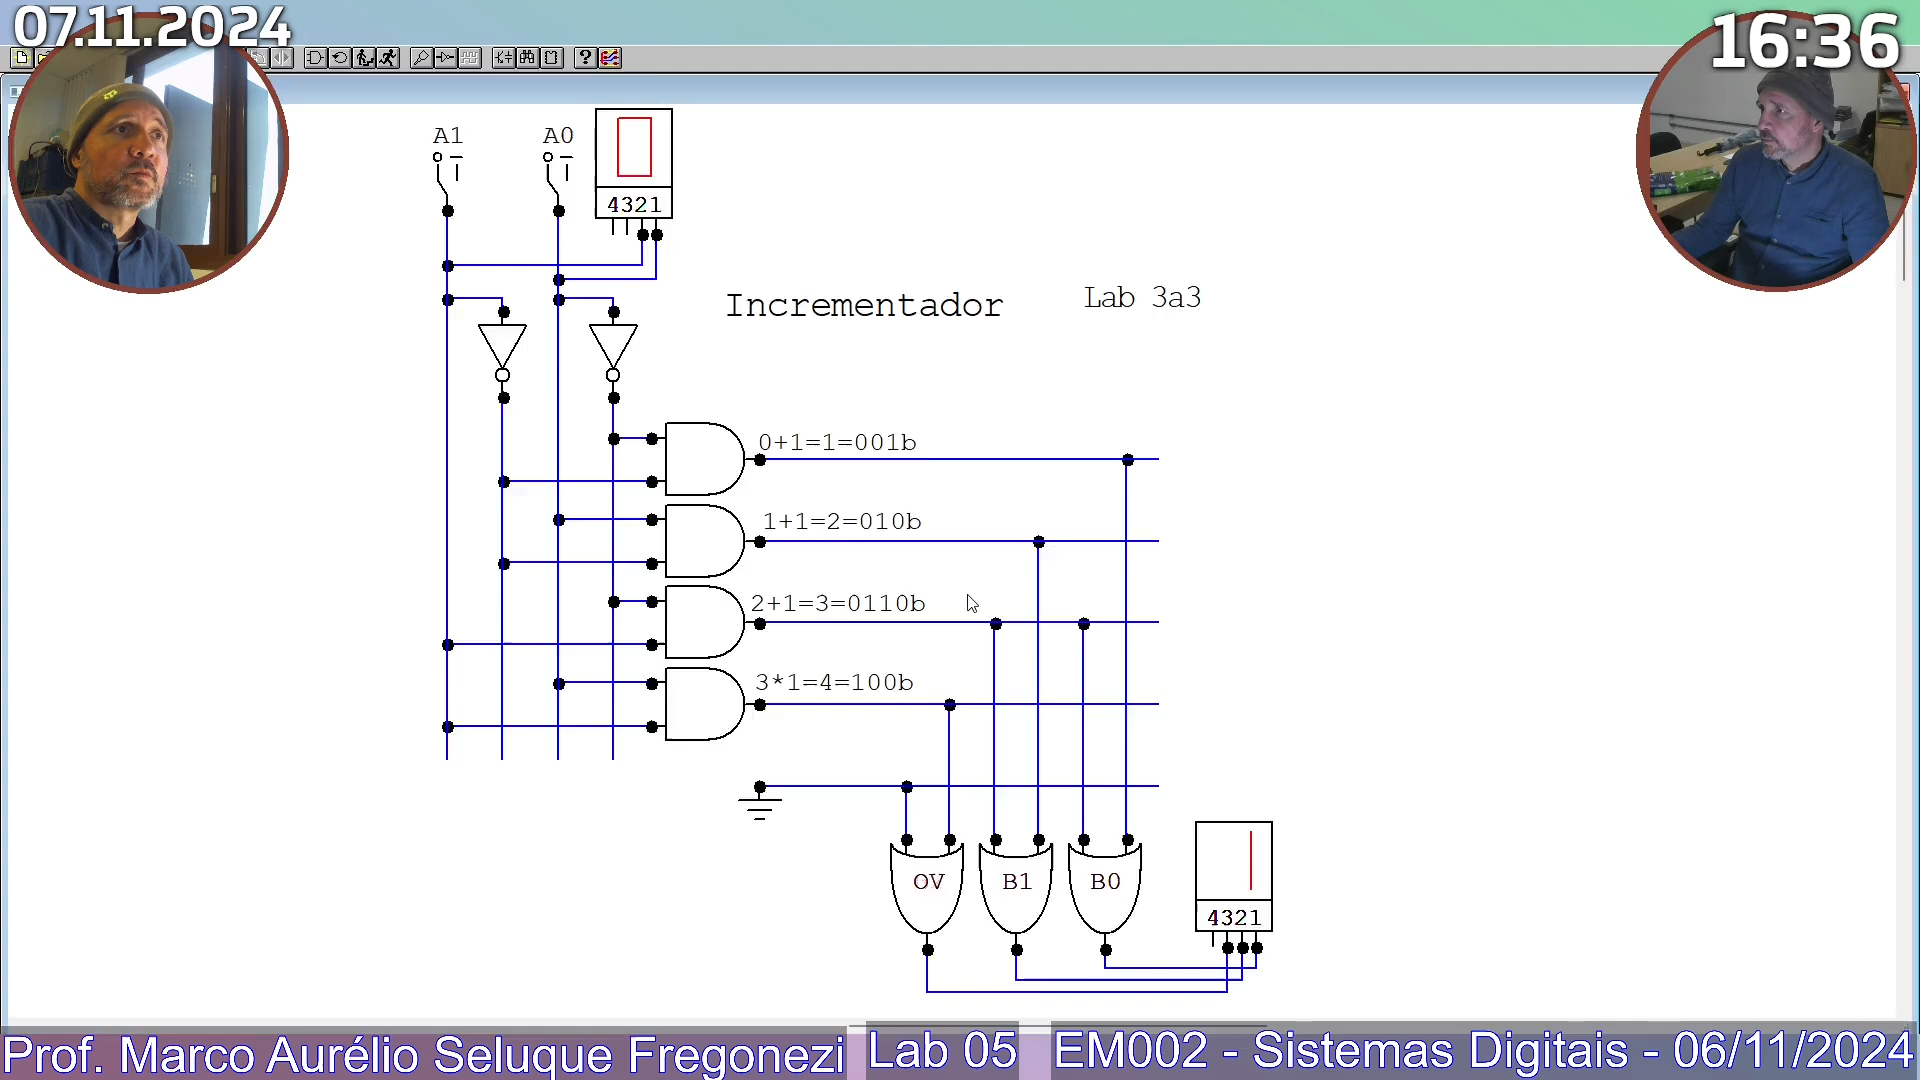 07.11.2024
16:36
A1
A0
4321
Incrementador
Lab 3a3
0+1=1=001b
1+1=2=010b
2+1=3=0110b
3*1=4=100b
OV
B1
B0
4321
Prof. Marco Aurélio Seluque Fregonezi
Lab 05
EM002 - Sistemas Digitais - 06/11/2024